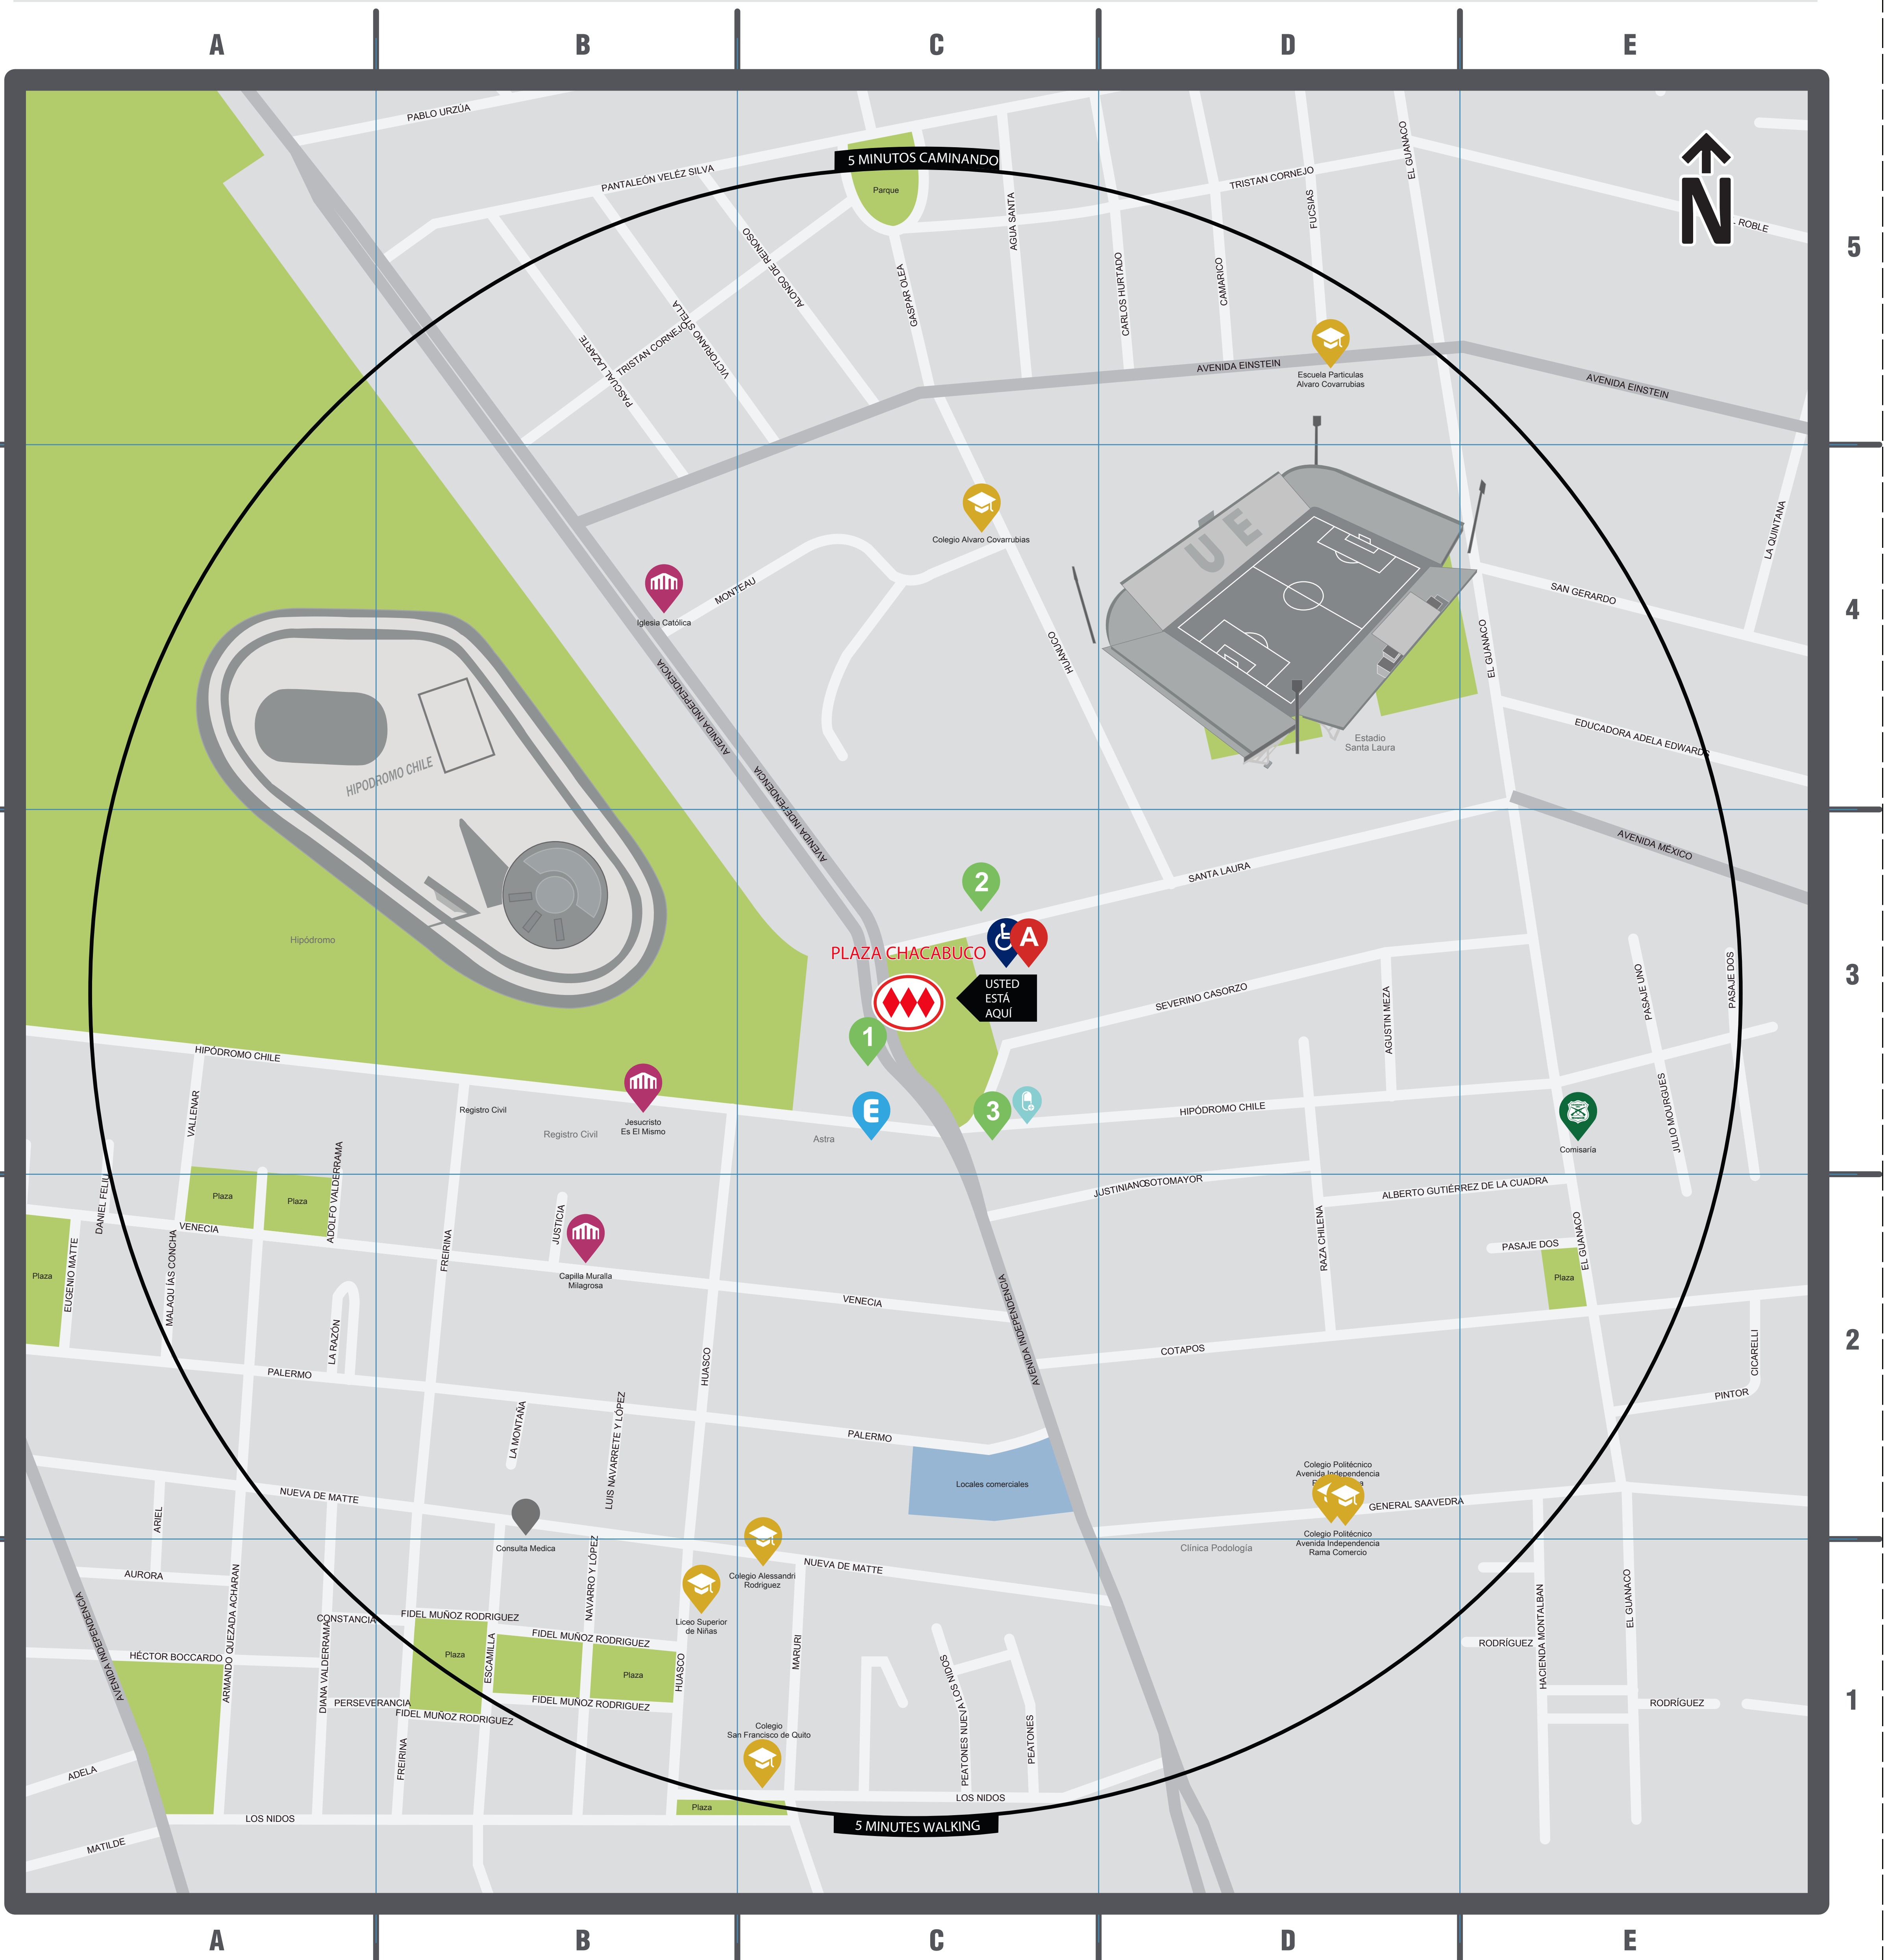 A
B
C
D
E
PABLO URZÚA
PANTALEÓN VELÉZ SILVA
5 MINUTOS CAMINANDO
Parque
AGUA SANTA
TRISTAN CORNEJO
FUCSIAS
EL GUANACO
N
ROBLE
5
ALONSO DE REINOSO
GASPAR OLEA
CARLOS HURTADO
CAMARICO
VICTORIANO STELLA
TRISTAN CORNEJO
PASCUAL LAZARTE
AVENIDA EINSTEIN
Escuela Particulas
Alvaro Covarrubias
AVENIDA EINSTEIN
Colegio Alvaro Covarrubias
UE
LA QUINTANA
MONTEAU
Iglesia Católica
SAN GERARDO
4
HUÁNUCO
EL GUANACO
AVENIDA INDEPENDENCIA
EDUCADORA ADELA EDWARDS
Estadio
Santa Laura
HIPODROMO CHILE
AVENIDA INDEPENDENCIA
AVENIDA MÉXICO
SANTA LAURA
2
Hipódromo
PLAZA CHACABUCO
A
USTED
ESTÁ
AQUÍ
SEVERINO CASORZO
AGUSTIN MEZA
PASAJE UNO
PASAJE DOS
3
1
HIPÓDROMO CHILE
VALLENAR
Registro Civil
Registro Civil
Jesucristo
Es El Mismo
Astra
E
3
HIPÓDROMO CHILE
JULIO MOURGUES
Comisaría
DANIEL FELIU
Plaza
Plaza
ADOLFO VALDERRAMA
VENECIA
JUSTICIA
JUSTINIANO SOTOMAYOR
ALBERTO GUTIÉRREZ DE LA CUADRA
RAZA CHILENA
PASAJE DOS
EL GUANACO
Plaza
Plaza
EUGENIO MATTE
MALAQUÍAS CONCHA
FREIRINA
Capilla Muralla
Milagrosa
VENECIA
AVENIDA INDEPENDENCIA
LA RAZÓN
HUASCO
COTAPOS
2
CICARELLI
PINTOR
PALERMO
LA MONTAÑA
LUIS NAVARRETE Y LÓPEZ
PALERMO
Locales comerciales
Colegio Politécnico
Avenida Independencia
GENERAL SAAVEDRA
NUEVA DE MATTE
ARIEL
Consulta Medica
Colegio Politécnico
Avenida Independencia
Rama Comercio
Clínica Podología
NUEVA DE MATTE
Colegio Alessandri
Rodriguez
AURORA
NAVARRO Y LÓPEZ
Liceo Superior
de Niñas
AVENIDA INDEPENDENCIA
ARMANDO QUEZADA ACHARAN
CONSTANCIA
FIDEL MUÑOZ RODRIGUEZ
FIDEL MUÑOZ RODRIGUEZ
HÉCTOR BOCCARDO
DIANA VALDERRAMA
Plaza
ESCAMILLA
Plaza
HUASCO
MARURI
PEATONES NUEVA LOS NIDOS
PEATONES
HACIENDA MONTALBAN
EL GUANACO
RODRÍGUEZ
RODRÍGUEZ
1
PERSEVERANCIA
FIDEL MUÑOZ RODRIGUEZ
FIDEL MUÑOZ RODRIGUEZ
FREIRINA
Colegio
San Francisco de Quito
ADELA
LOS NIDOS
Plaza
LOS NIDOS
5 MINUTES WALKING
MATILDE
A
B
C
D
E